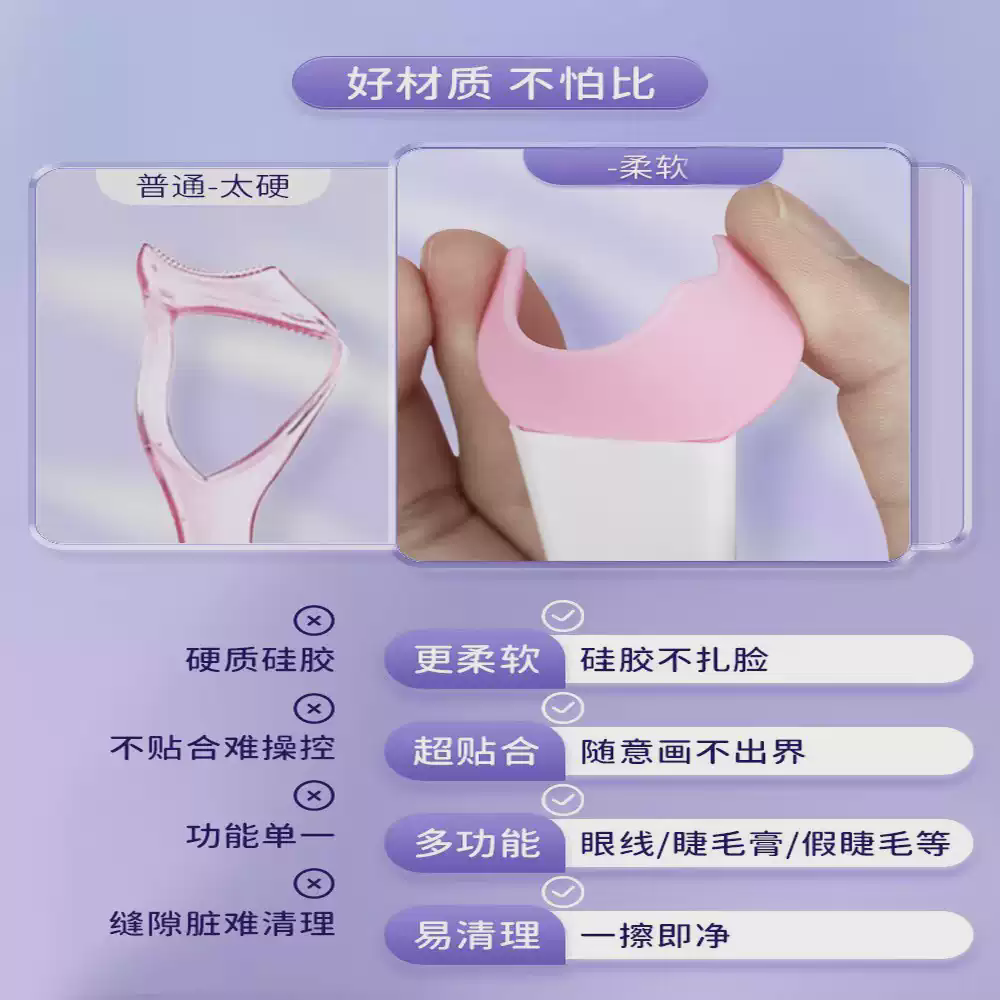 好材质 不怕比
普通-太硬
-柔软
硬质硅胶
更柔软 硅胶不扎脸
不贴合难操控
超贴合 随意画不出界
功能单一
多功能 眼线/睫毛膏/假睫毛等
缝隙脏难清理
易清理 一擦即净